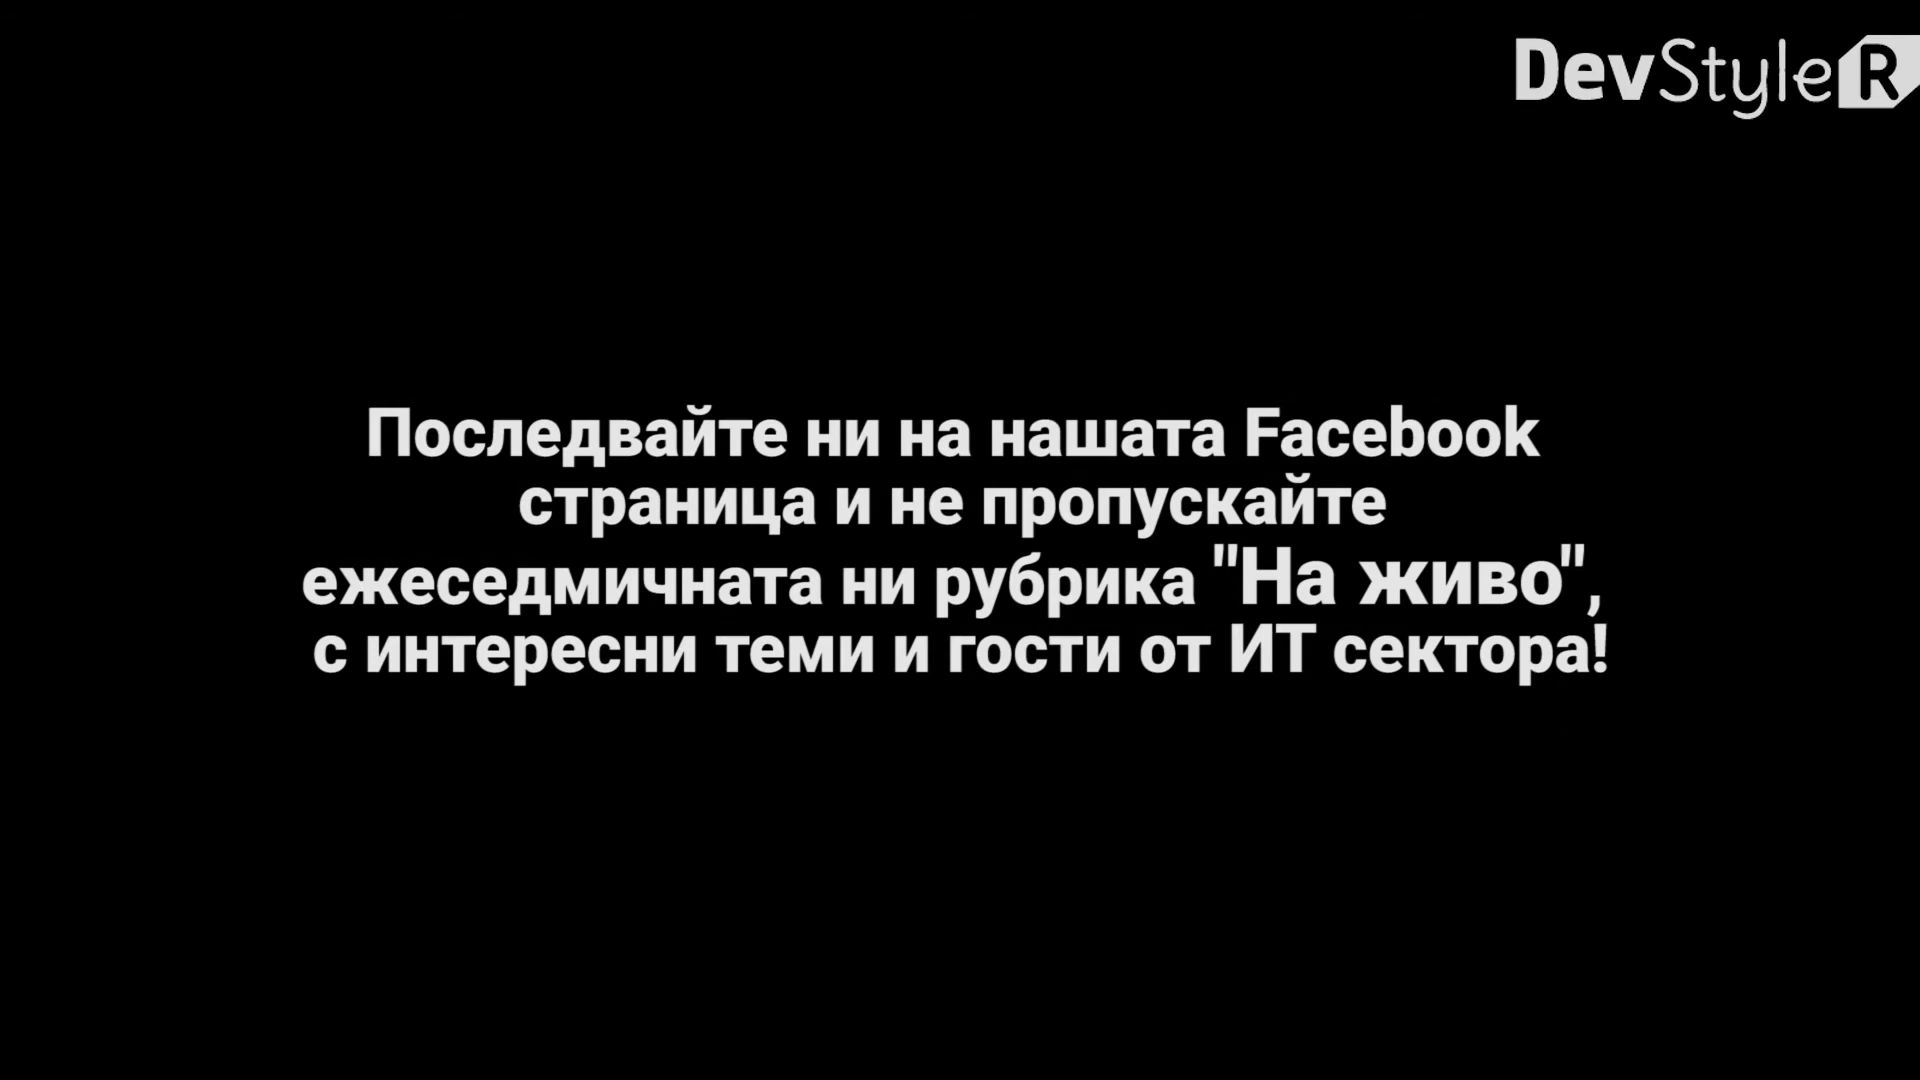 DevStyleR
Последвайте ни на нашата Facebook
страница и не пропускайте
ежеседмичната ни рубрика "На живо",
с интересни теми и гости от ИТ сектора!